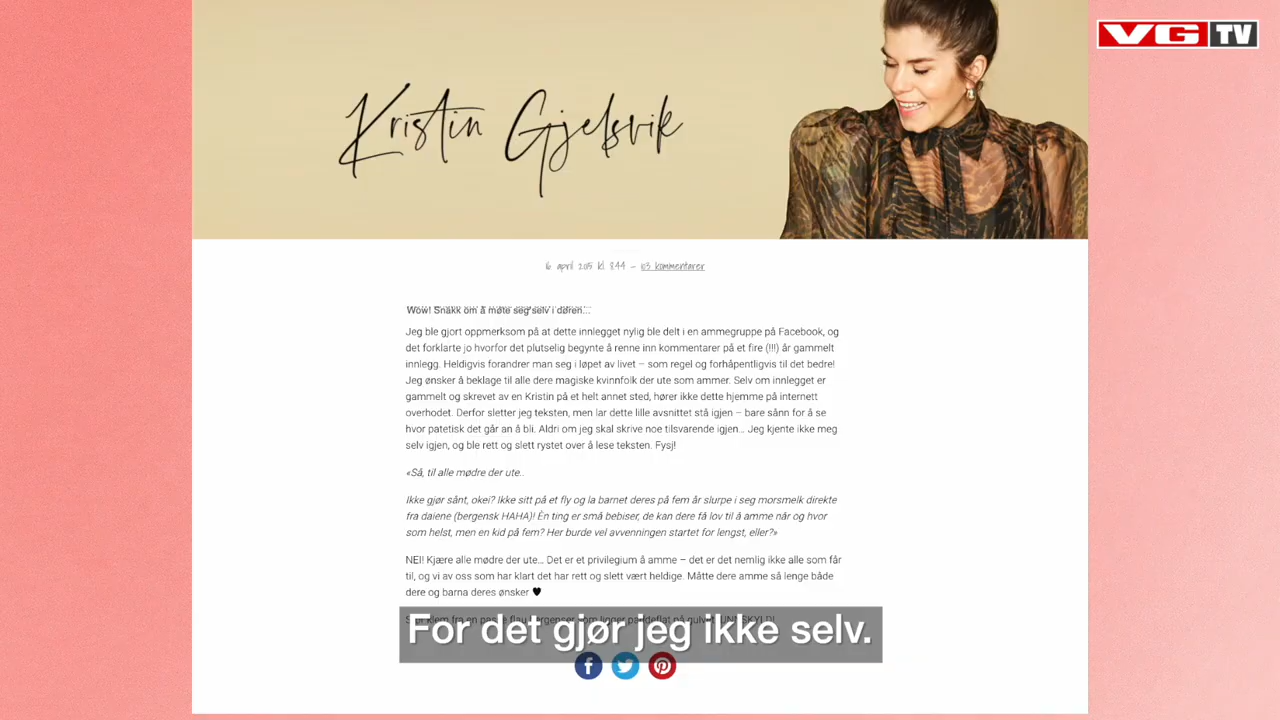 VG TV
Kristin Gjelsvik
16. april 2015 kl. 8:44 – 103 kommentarer
Wow! Snakk om å møte seg selv i døren...
Jeg ble gjort oppmerksom på at dette innlegget nylig ble delt i en ammegruppe på Facebook, og
det forklarte jo hvorfor det plutselig begynte å renne inn kommentarer på et fire (!!!) år gammelt
innlegg. Heldigvis forandrer man seg i løpet av livet – som regel og forhåpentligvis til det bedre!
Jeg ønsker å beklage til alle dere magiske kvinnfolk der ute som ammer. Selv om innlegget er
gammelt og skrevet av en Kristin på et helt annet sted, hører ikke dette hjemme på internett
overhodet. Derfor sletter jeg teksten, men lar dette lille avsnittet stå igjen – bare sånn for å se
hvor patetisk det går an å bli. Aldri om jeg skal skrive noe tilsvarende igjen... Jeg kjente ikke meg
selv igjen, og ble rett og slett rystet over å lese teksten. Fysj!
«Så, til alle mødre der ute..
Ikke gjør sånt, okei? Ikke sitt på et fly og la barnet deres på fem år slurpe i seg morsmelk direkte
fra daiene (bergensk HAHA)! Én ting er små bebiser, de kan dere få lov til å amme når og hvor
som helst, men en kid på fem? Her burde vel avvenningen startet for lengst, eller?»
NEI! Kjære alle mødre der ute... Det er et privilegium å amme – det er det nemlig ikke alle som får
til, og vi av oss som har klart det har rett og slett vært heldige. Måtte dere amme så lenge både
dere og barna deres ønsker ♥
For det gjør jeg ikke selv.